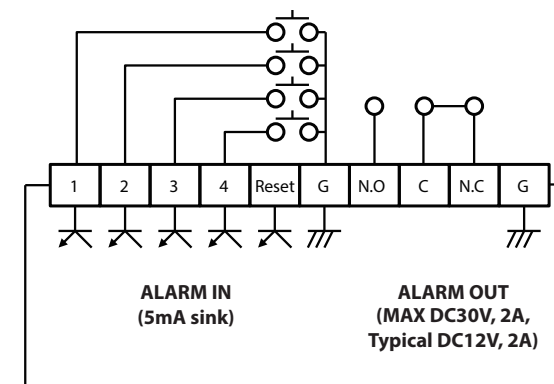 1 2 3 4 Reset G N.O C N.C G
ALARM IN
(5mA sink)
ALARM OUT
(MAX DC30V, 2A,
Typical DC12V, 2A)